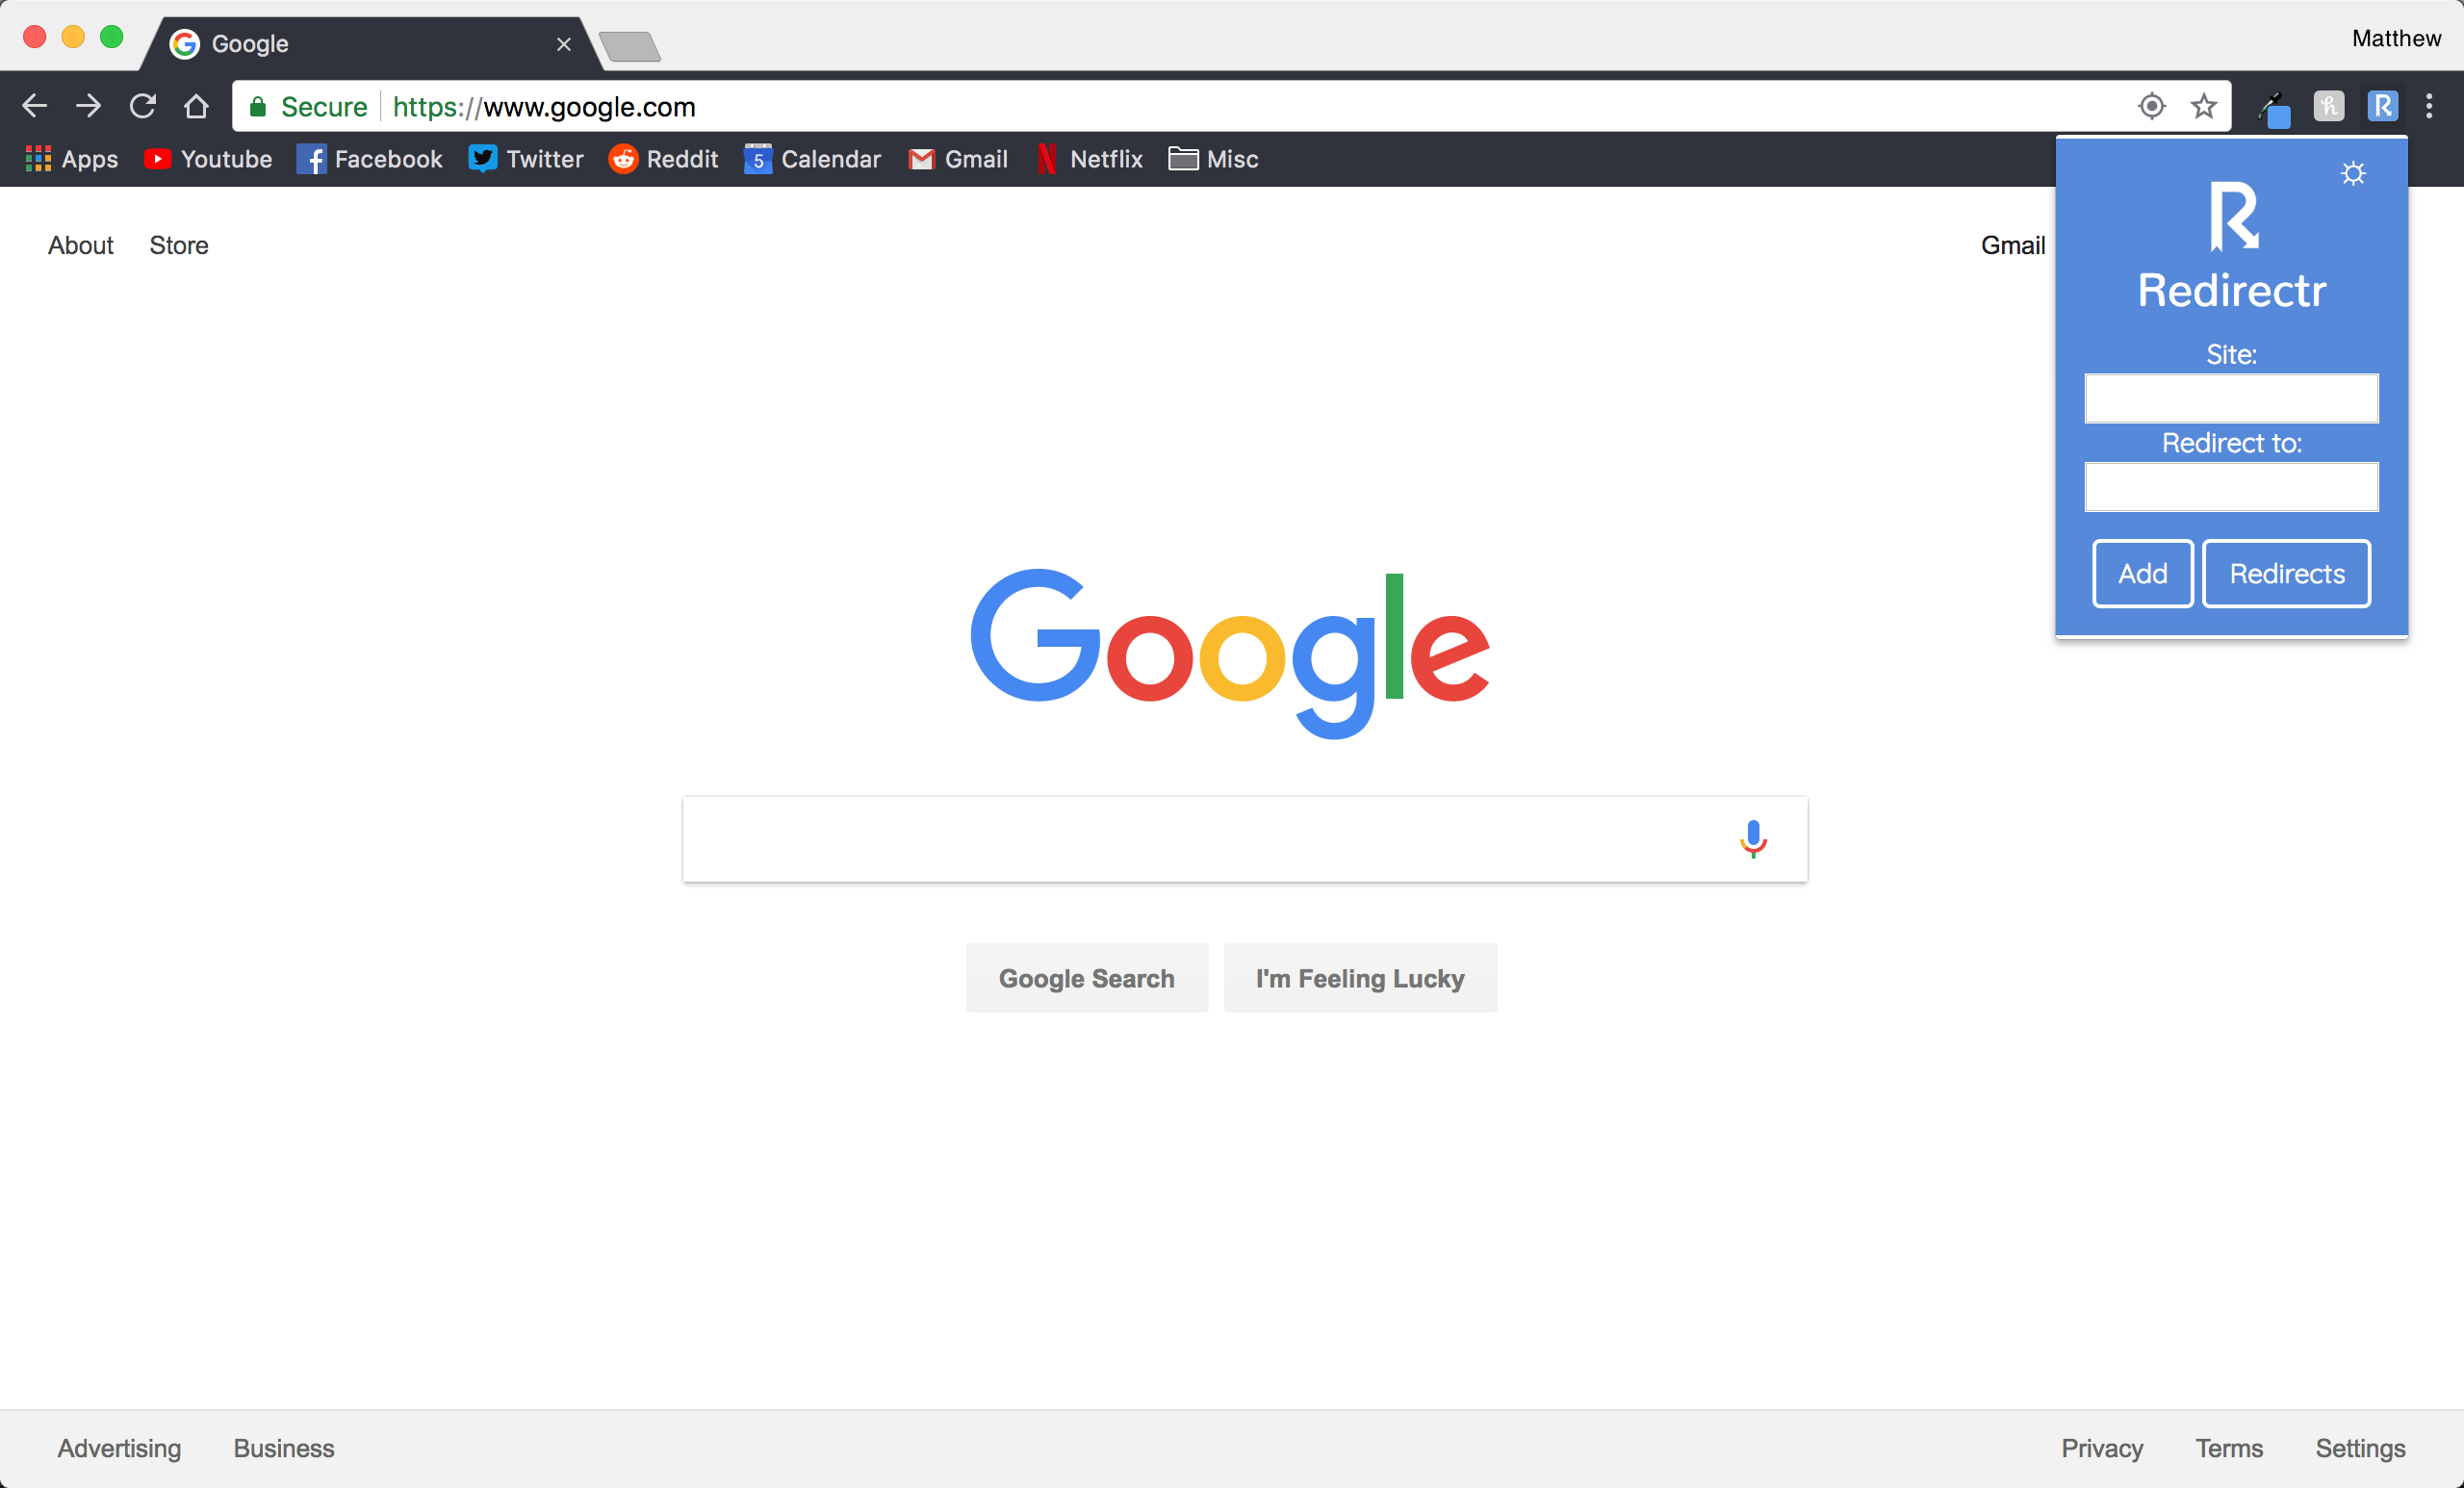 Google
Matthew
Secure https://www.google.com
Apps Youtube Facebook Twitter Reddit 5 Calendar Gmail Netflix Misc
About Store Gmail
R
Redirectr
Site:
Redirect to:
Add Redirects
Google
Google Search I'm Feeling Lucky
Advertising Business Privacy Terms Settings